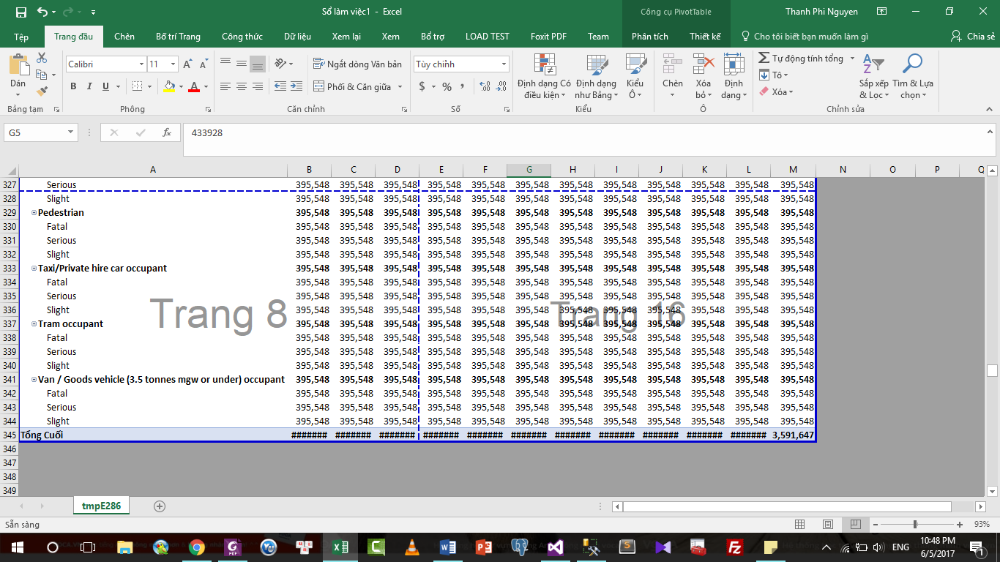 Sổ làm việc1 - Excel
Công cụ PivotTable
Thanh Phi Nguyen
Tệp Trang đầu Chèn Bố trí Trang Công thức Dữ liệu Xem lại Xem Bổ trợ LOAD TEST Foxit PDF Team Phân tích Thiết kế Cho tôi biết bạn muốn làm gì Chia sẻ
Dán
Calibri 11
Ngắt dòng Văn bản
Tùy chỉnh
Định dạng Có điều kiện
Định dạng như Bảng
Kiểu Ô
Chèn
Xóa bỏ
Định dạng
Tự động tính tổng
Tô
Xóa
Sắp xếp & Lọc
Tìm & Lựa chọn
B I U A
Phối & Căn giữa
$ % ,
Bảng tạm Phông Căn chỉnh Số Kiểu Ô Chỉnh sửa
G5 fx 433928
A B C D E F G H I J K L M N O P Q
327 Serious 395,548 395,548 395,548 395,548 395,548 395,548 395,548 395,548 395,548 395,548 395,548 395,548
328 Slight 395,548 395,548 395,548 395,548 395,548 395,548 395,548 395,548 395,548 395,548 395,548 395,548
329 Pedestrian 395,548 395,548 395,548 395,548 395,548 395,548 395,548 395,548 395,548 395,548 395,548 395,548
330 Fatal 395,548 395,548 395,548 395,548 395,548 395,548 395,548 395,548 395,548 395,548 395,548 395,548
331 Serious 395,548 395,548 395,548 395,548 395,548 395,548 395,548 395,548 395,548 395,548 395,548 395,548
332 Slight 395,548 395,548 395,548 395,548 395,548 395,548 395,548 395,548 395,548 395,548 395,548 395,548
333 Taxi/Private hire car occupant 395,548 395,548 395,548 395,548 395,548 395,548 395,548 395,548 395,548 395,548 395,548 395,548
334 Fatal 395,548 395,548 395,548 395,548 395,548 395,548 395,548 395,548 395,548 395,548 395,548 395,548
335 Serious 395,548 395,548 395,548 395,548 395,548 395,548 395,548 395,548 395,548 395,548 395,548 395,548
336 Slight 395,548 395,548 395,548 395,548 395,548 395,548 395,548 395,548 395,548 395,548 395,548 395,548
Trang 8 Trang 16
337 Tram occupant 395,548 395,548 395,548 395,548 395,548 395,548 395,548 395,548 395,548 395,548 395,548 395,548
338 Fatal 395,548 395,548 395,548 395,548 395,548 395,548 395,548 395,548 395,548 395,548 395,548 395,548
339 Serious 395,548 395,548 395,548 395,548 395,548 395,548 395,548 395,548 395,548 395,548 395,548 395,548
340 Slight 395,548 395,548 395,548 395,548 395,548 395,548 395,548 395,548 395,548 395,548 395,548 395,548
341 Van / Goods vehicle (3.5 tonnes mgw or under) occupant 395,548 395,548 395,548 395,548 395,548 395,548 395,548 395,548 395,548 395,548 395,548 395,548
342 Fatal 395,548 395,548 395,548 395,548 395,548 395,548 395,548 395,548 395,548 395,548 395,548 395,548
343 Serious 395,548 395,548 395,548 395,548 395,548 395,548 395,548 395,548 395,548 395,548 395,548 395,548
344 Slight 395,548 395,548 395,548 395,548 395,548 395,548 395,548 395,548 395,548 395,548 395,548 395,548
345 Tổng Cuối ####### ####### ####### ####### ####### ####### ####### ####### ####### ####### ####### 3,591,647
346
347
348
349
tmpE286
Sẵn sàng 93%
ENG 10:48 PM
6/5/2017